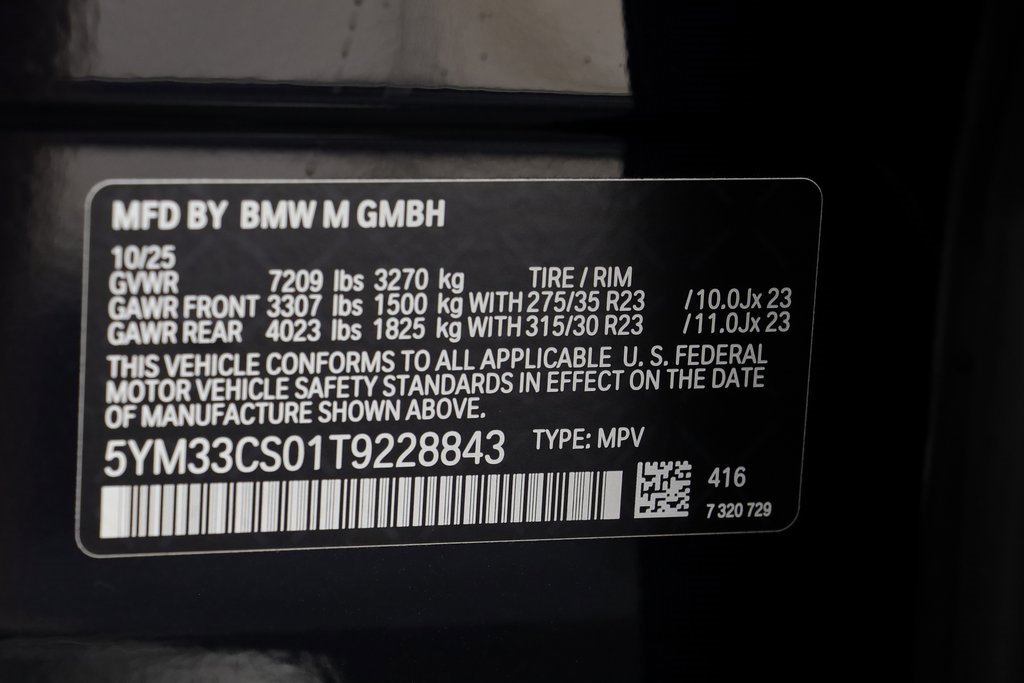 MFD BY BMW M GMBH
10/25
GVWR 7209 lbs 3270 kg TIRE / RIM
GAWR FRONT 3307 lbs 1500 kg WITH 275/35 R23 /10.0Jx 23
GAWR REAR 4023 lbs 1825 kg WITH 315/30 R23 /11.0Jx 23
THIS VEHICLE CONFORMS TO ALL APPLICABLE U. S. FEDERAL
MOTOR VEHICLE SAFETY STANDARDS IN EFFECT ON THE DATE
OF MANUFACTURE SHOWN ABOVE.
5YM33CS01T9228843 TYPE: MPV
416
7 320 729